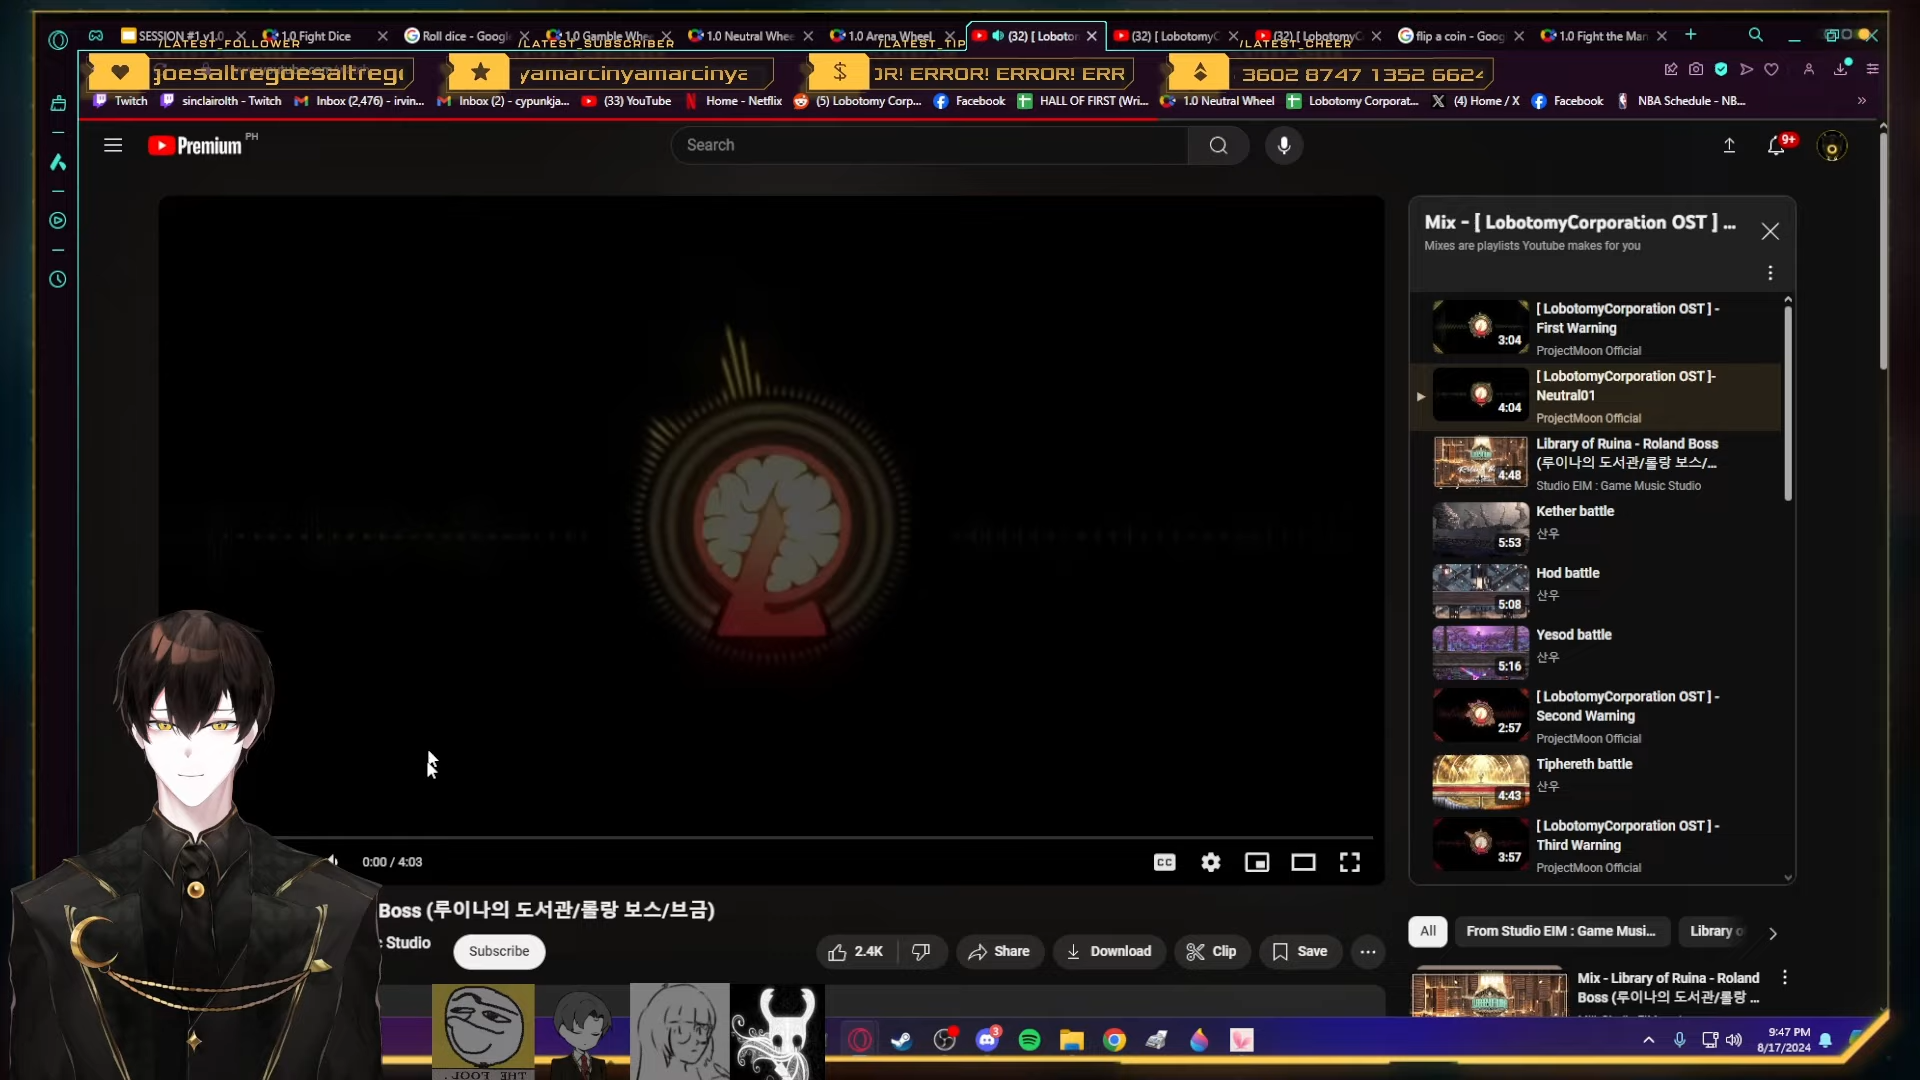 SESSION #1 v1.0
1.0 Fight Dice
Roll dice - Google
1.0 Gamble Whe
1.0 Neutral Whee
1.0 Arena Wheel
(32) [ Loboton
(32) [ LobotomyC
(32) [ LobotomyC
flip a coin - Goog
1.0 Fight the Man
/LATEST_FOLLOWER
/LATEST_SUBSCRIBER
/LATEST_TIP
/LATEST_CHEER
goesaltregoesaltrego
yamarcinyamarcinya
OR! ERROR! ERROR! ERR
3602 8747 1352 6624
Twitch
sinclairolth - Twitch
Inbox (2,476) - irvin...
Inbox (2) - cypunkja...
(33) YouTube
Home - Netflix
(5) Lobotomy Corp...
Facebook
HALL OF FIRST (Wri...
1.0 Neutral Wheel
Lobotomy Corporat...
(4) Home / X
Facebook
NBA Schedule - NB...
Premium
PH
Search
9+
Mix - [ LobotomyCorporation OST ] ...
Mixes are playlists Youtube makes for you
[ LobotomyCorporation OST ] -
First Warning
3:04
ProjectMoon Official
[ LobotomyCorporation OST ]-
Neutral01
4:04
ProjectMoon Official
Library of Ruina - Roland Boss
(루이나의 도서관/롤랑 보스/...
4:48
Studio EIM : Game Music Studio
Kether battle
산우
5:53
Hod battle
산우
5:08
Yesod battle
산우
5:16
[ LobotomyCorporation OST ] -
Second Warning
2:57
ProjectMoon Official
Tiphereth battle
산우
4:43
[ LobotomyCorporation OST ] -
Third Warning
3:57
ProjectMoon Official
0:00 / 4:03
CC
Boss (루이나의 도서관/롤랑 보스/브금)
Studio
Subscribe
2.4K
Share
Download
Clip
Save
All
From Studio EIM : Game Musi...
Library o
Mix - Library of Ruina - Roland
Boss (루이나의 도서관/롤랑 ...
THE FOOL.
3
9:47 PM
8/17/2024